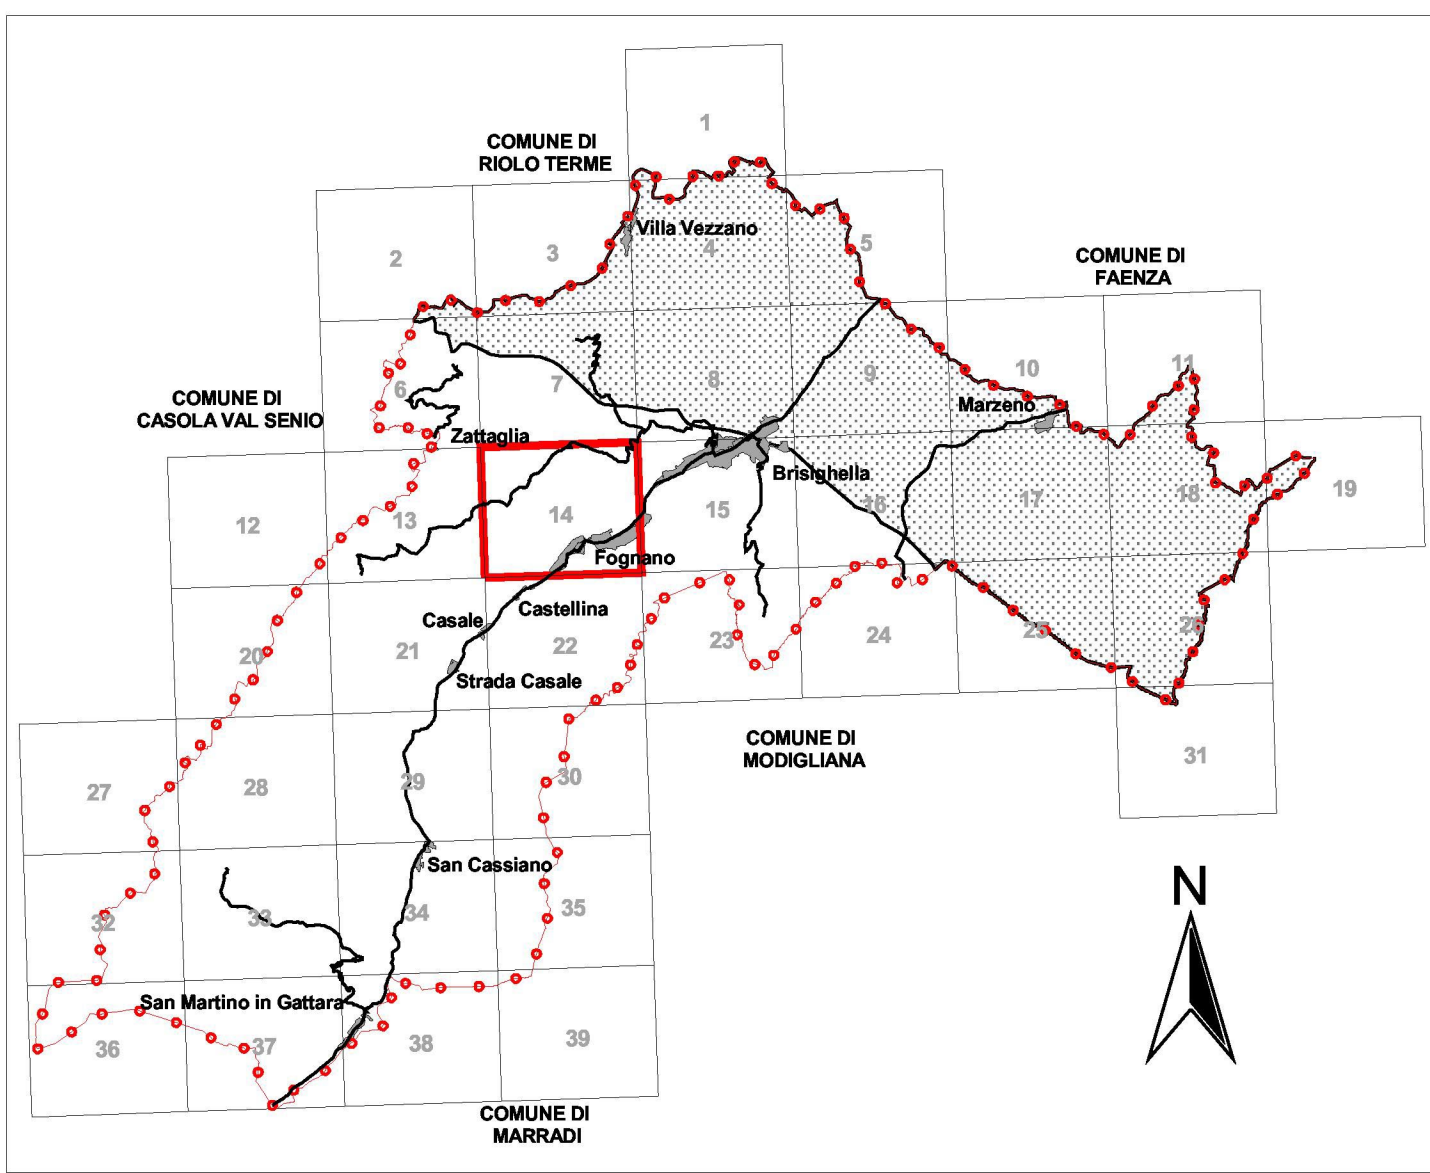 1
COMUNE DI
RIOLO TERME
Villa Vezzano
2
3
4
5
COMUNE DI
FAENZA
6
7
8
9
10
11
COMUNE DI
CASOLA VAL SENIO
Marzeno
Zattaglia
Brisighella
12
13
14
15
16
17
18
19
Fognano
Castellina
Casale
20
21
22
23
24
25
26
Strada Casale
COMUNE DI
MODIGLIANA
27
28
29
30
31
San Cassiano
N
32
33
34
35
San Martino in Gattara
36
37
38
39
COMUNE DI
MARRADI